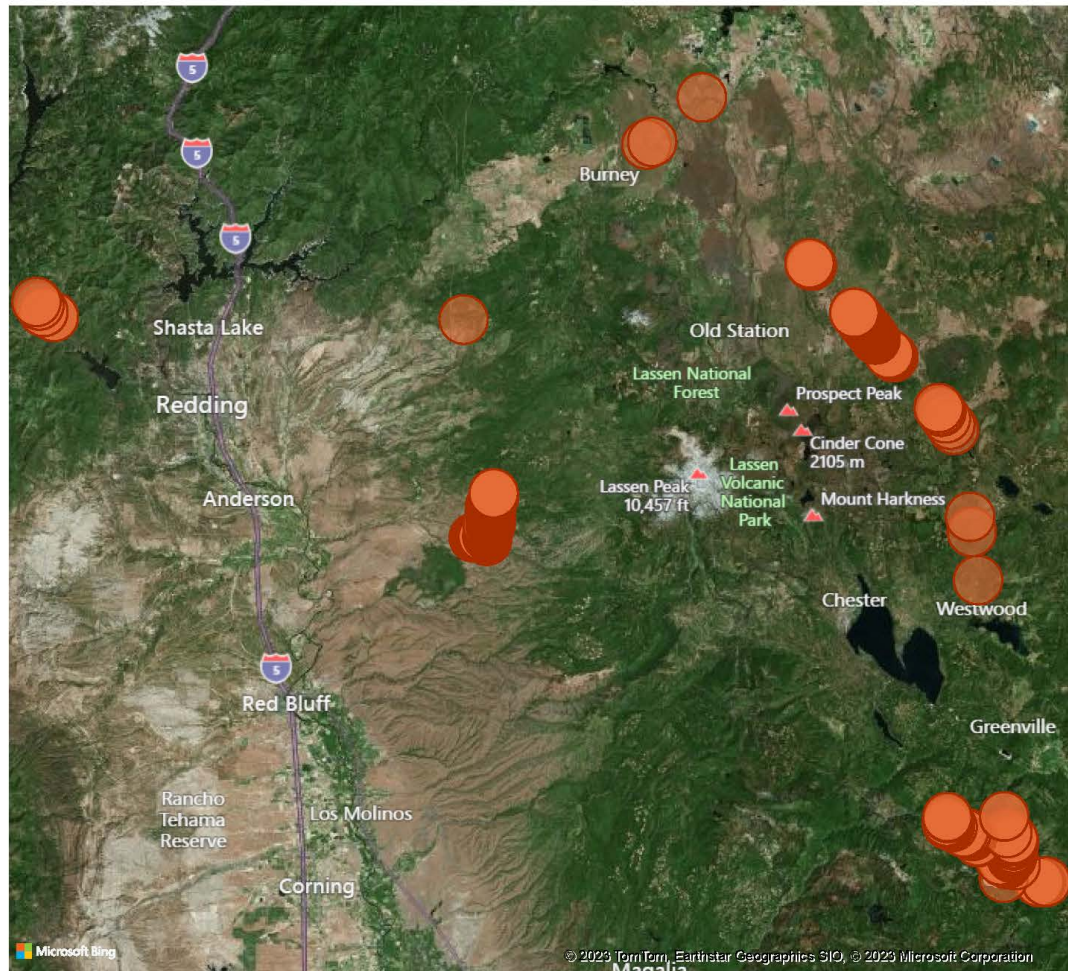 5
5
Burney
5
Shasta Lake
Old Station
Lassen National
Forest
Prospect Peak
Redding
Cinder Cone
2105 m
Lassen
Volcanic
National
Park
Lassen Peak
10,457 ft
Anderson
Mount Harkness
Chester
Westwood
5
Red Bluff
Greenville
Rancho
Tehama
Reserve
Los Molinos
Corning
Microsoft Bing
© 2023 TomTom, Earthstar Geographics SIO, © 2023 Microsoft Corporation
Magalia